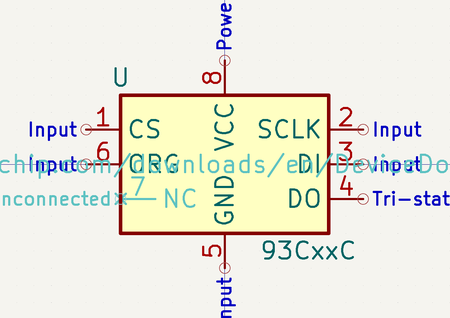 Powe
8
U
1
CS
VCC
SCLK
2
Input
Input
6
ORG
DI
3
Input
Input
chip.com/downloads/en/DeviceDo
nconnected
7
NC
GND
DO
4
Tri-stat
5
93CxxC
nput